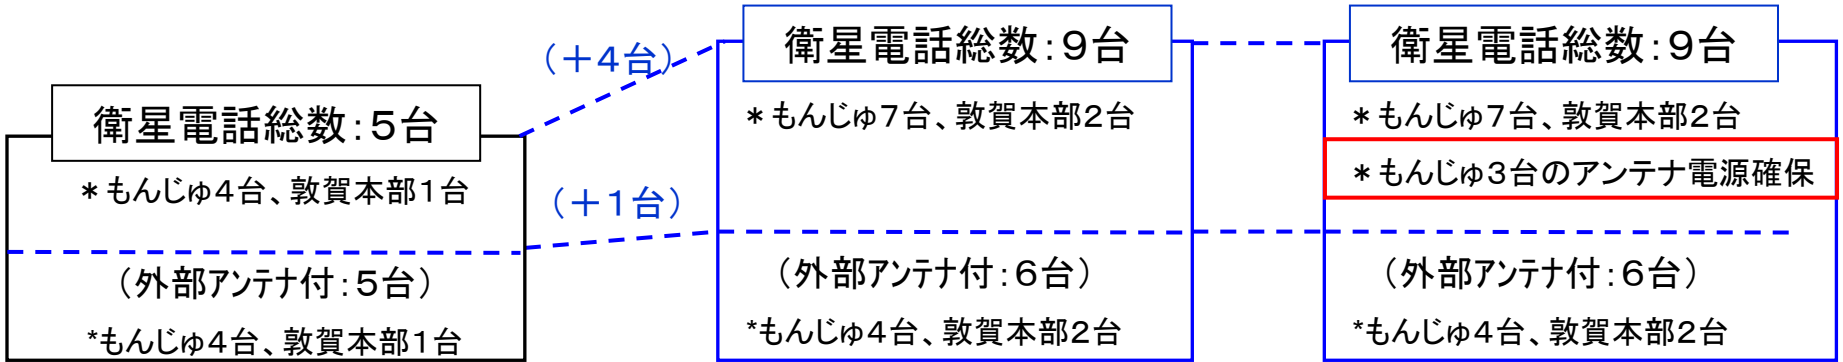 衛星電話総数：５台
＊もんじゅ４台、敦賀本部１台
（外部アンテナ付：５台）
*もんじゅ４台、敦賀本部１台
（＋４台）
（＋１台）
衛星電話総数：９台
＊もんじゅ７台、敦賀本部２台
（外部アンテナ付：６台）
*もんじゅ４台、敦賀本部２台
衛星電話総数：９台
＊もんじゅ７台、敦賀本部２台
＊もんじゅ３台のアンテナ電源確保
（外部アンテナ付：６台）
*もんじゅ４台、敦賀本部２台